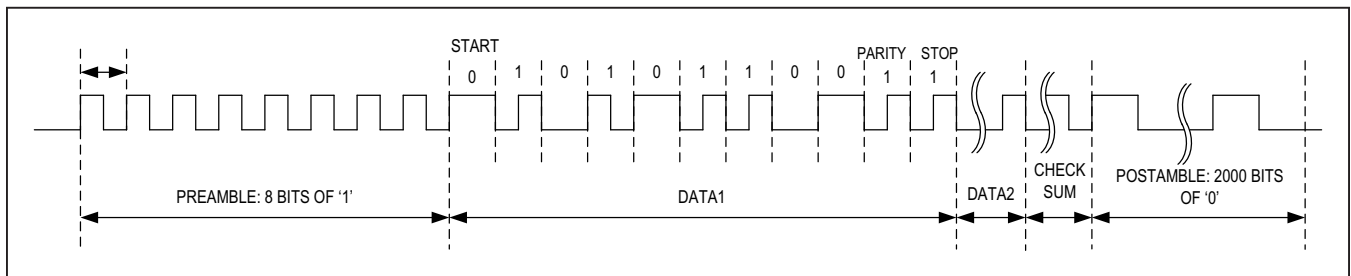 START
PARITY STOP
0 1 0 1 0 1 1 0 0 1 1
PREAMBLE: 8 BITS OF '1'
DATA1
DATA2
CHECK
SUM
POSTAMBLE: 2000 BITS
OF '0'